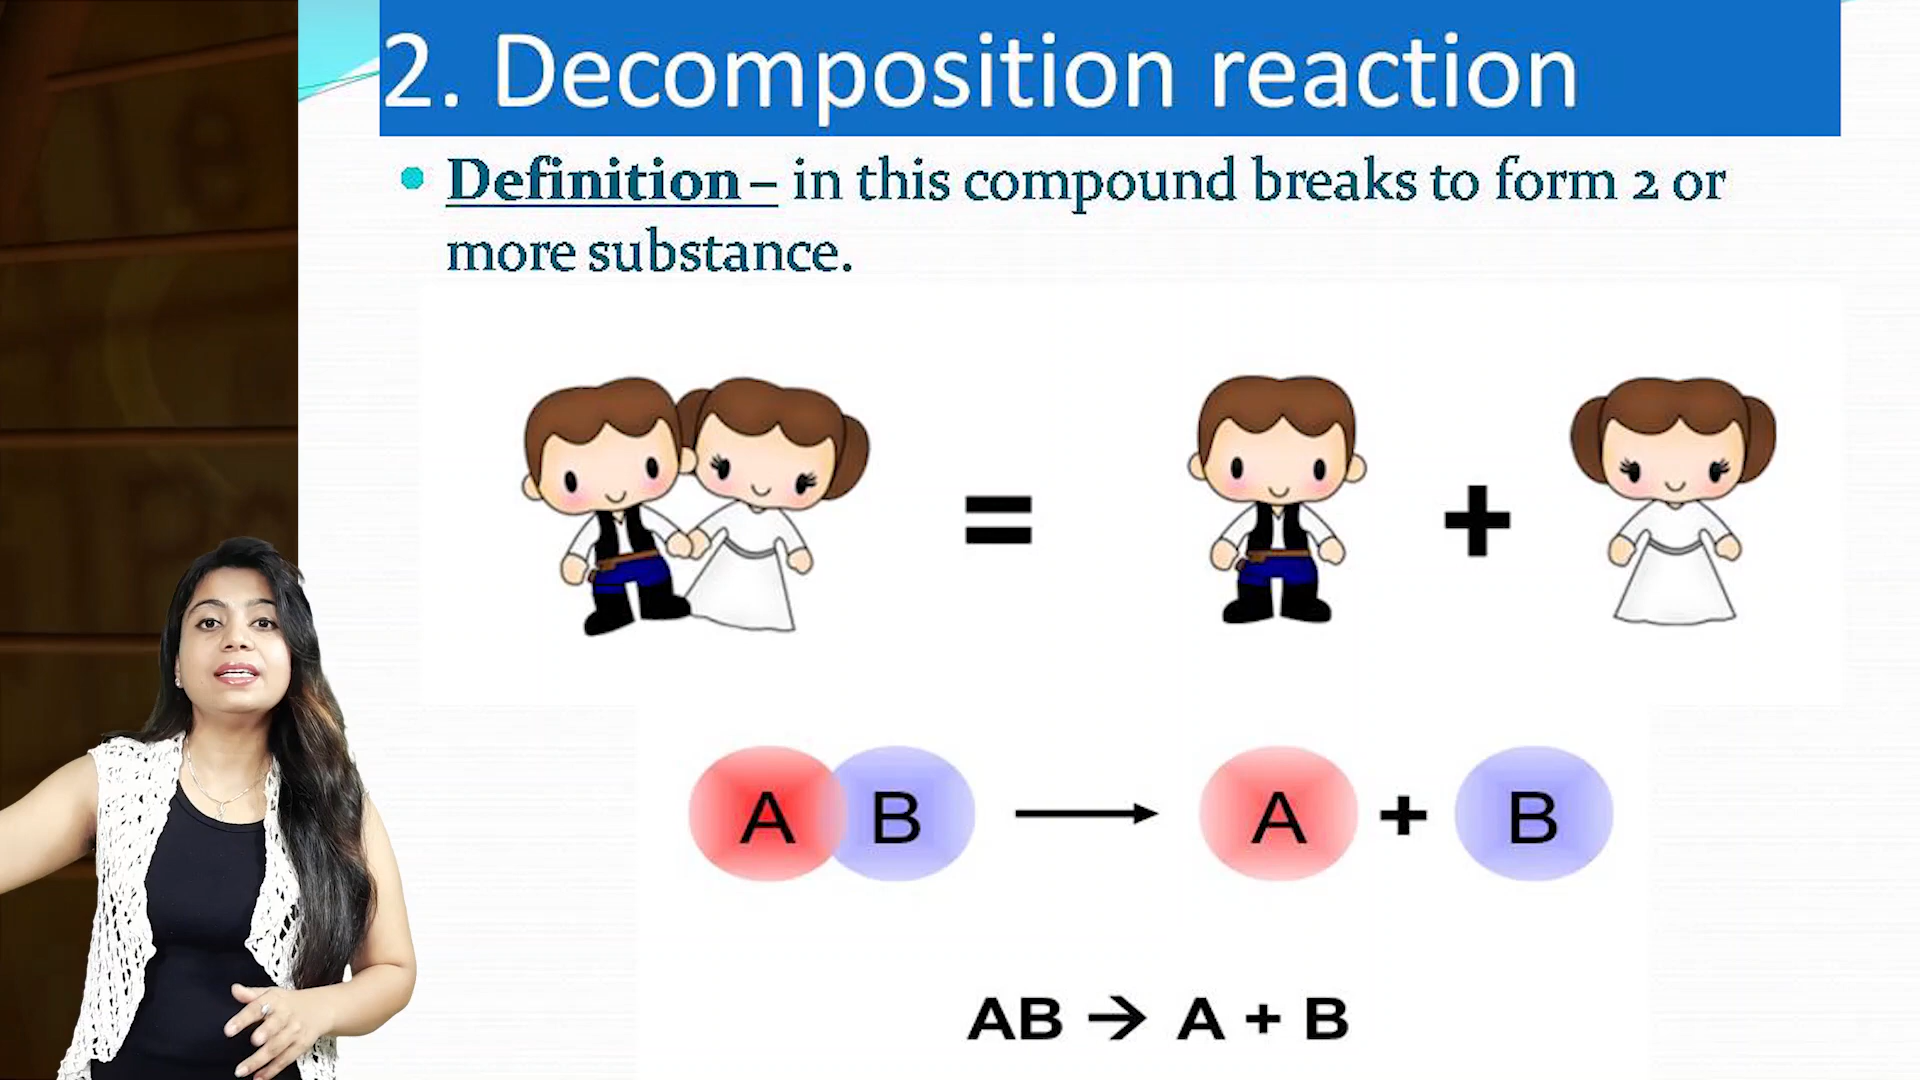 2. Decomposition reaction
Definition – in this compound breaks to form 2 or
more substance.
= +
A B → A + B
AB → A + B